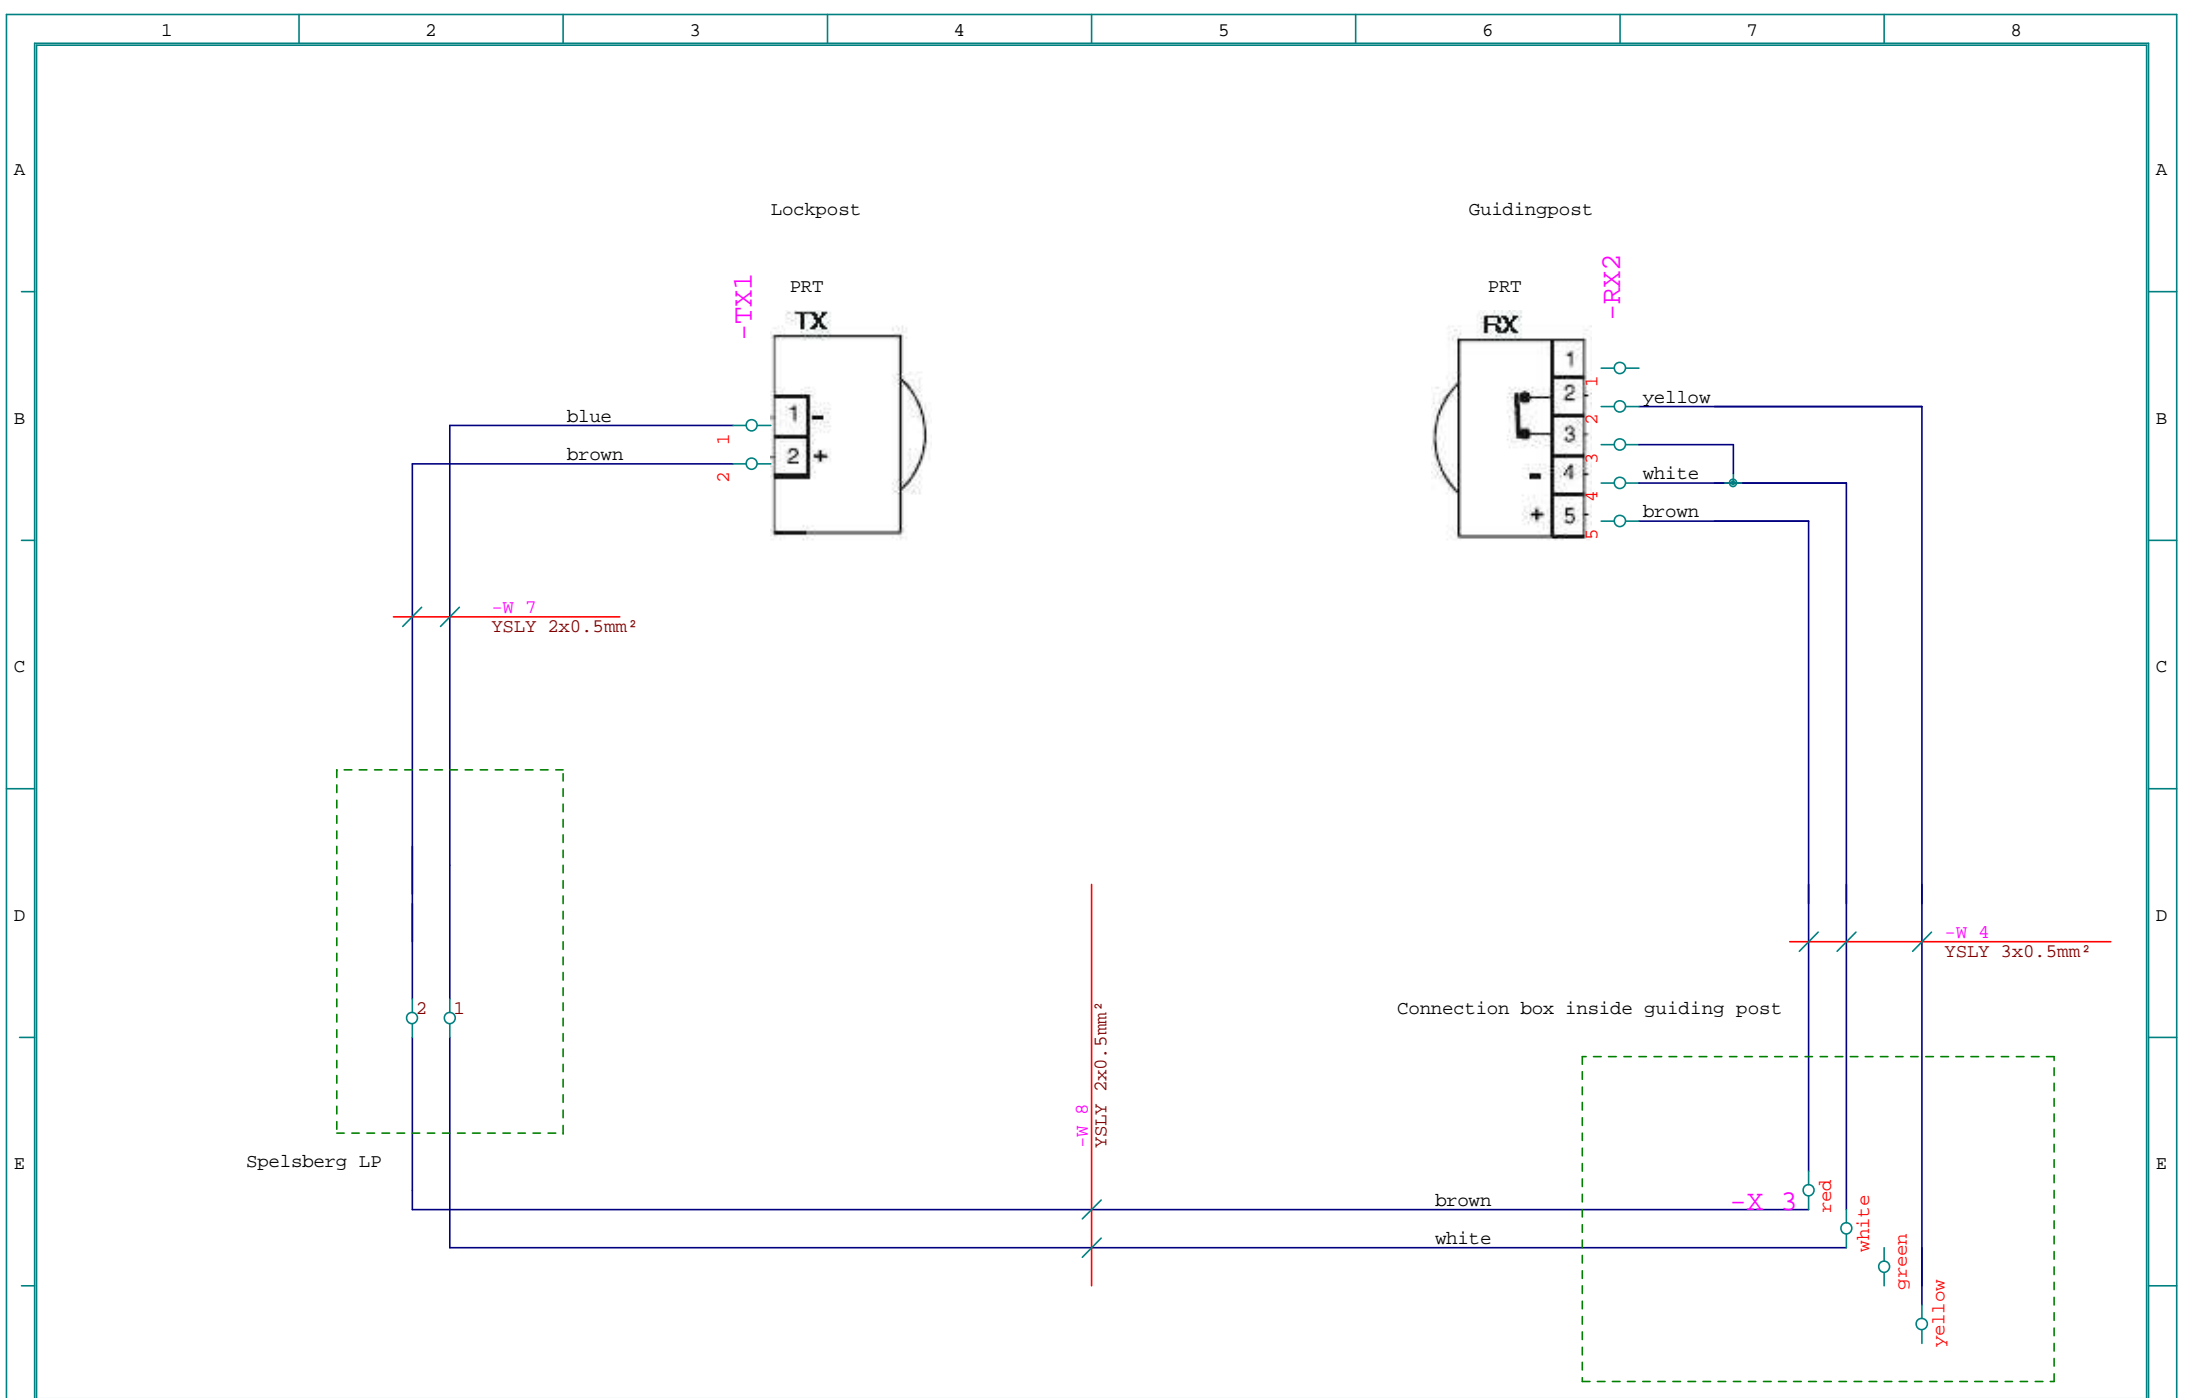 1 2 3 4 5 6 7 8
A A
Lockpost Guidingpost
-TX1 PRT PRT -RX2
TX RX
1
1
B B
2 yellow
blue 1 - 2
1 3
brown 2 + 3
2 - 4 white
4
+ 5 brown
5
-W 7
YSLY 2x0.5mm²
C C
D D
-W 4
YSLY 3x0.5mm²
2 1
Connection box inside guiding post
-W 8
YSLY 2x0.5mm²
E E
Spelsberg LP
brown -X 3 red
white white
green
yellow